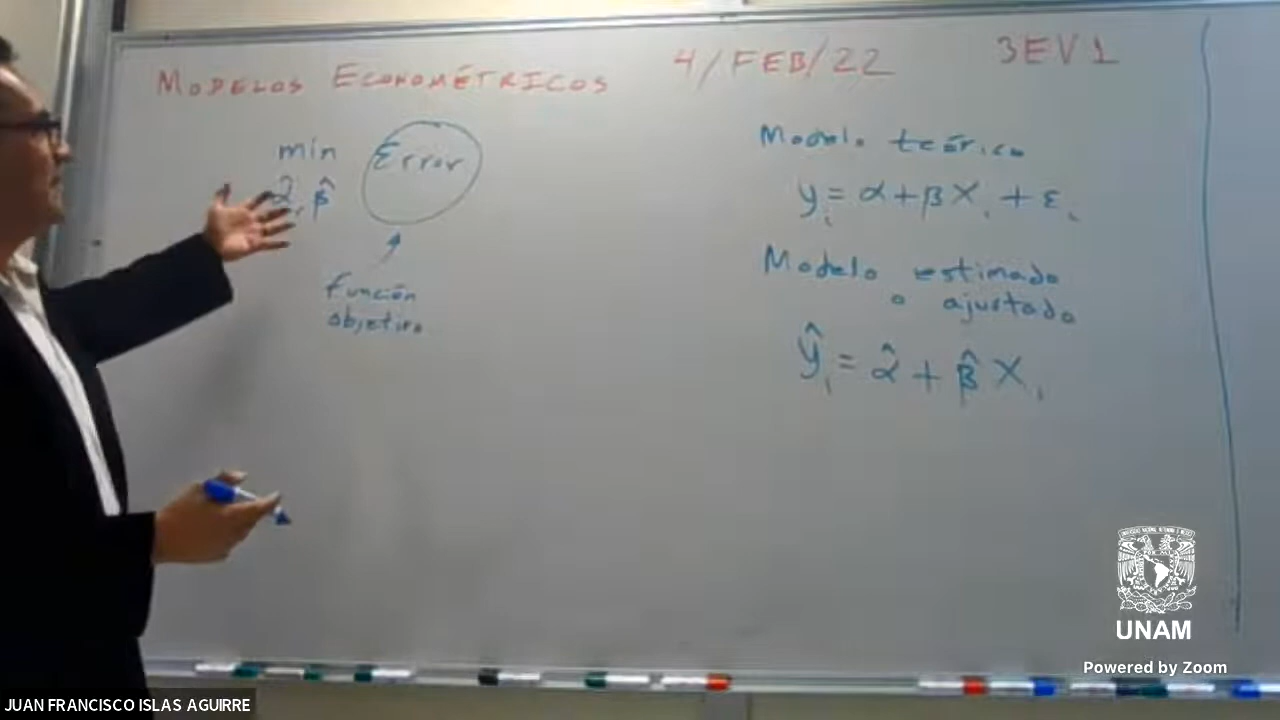 MODELOS ECONOMÉTRICOS 4/FEB/22 3EV1
min Error
α̂, β̂
función
objetivo
Modelo teórico
yᵢ = α + βXᵢ + εᵢ
Modelo estimado
o ajustado
ŷᵢ = α̂ + β̂Xᵢ
UNAM
Powered by Zoom
JUAN FRANCISCO ISLAS AGUIRRE